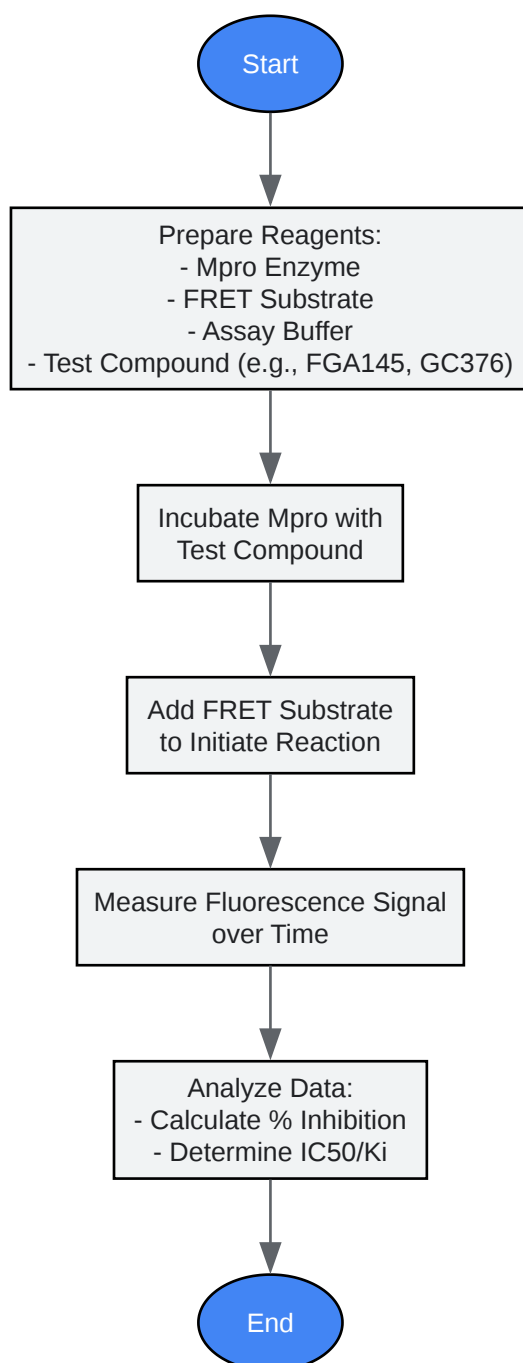 Start
Prepare Reagents:
- Mpro Enzyme
- FRET Substrate
- Assay Buffer
- Test Compound (e.g., FGA145, GC376)
Incubate Mpro with
Test Compound
Add FRET Substrate
to Initiate Reaction
Measure Fluorescence Signal
over Time
Analyze Data:
- Calculate % Inhibition
- Determine IC50/Ki
End